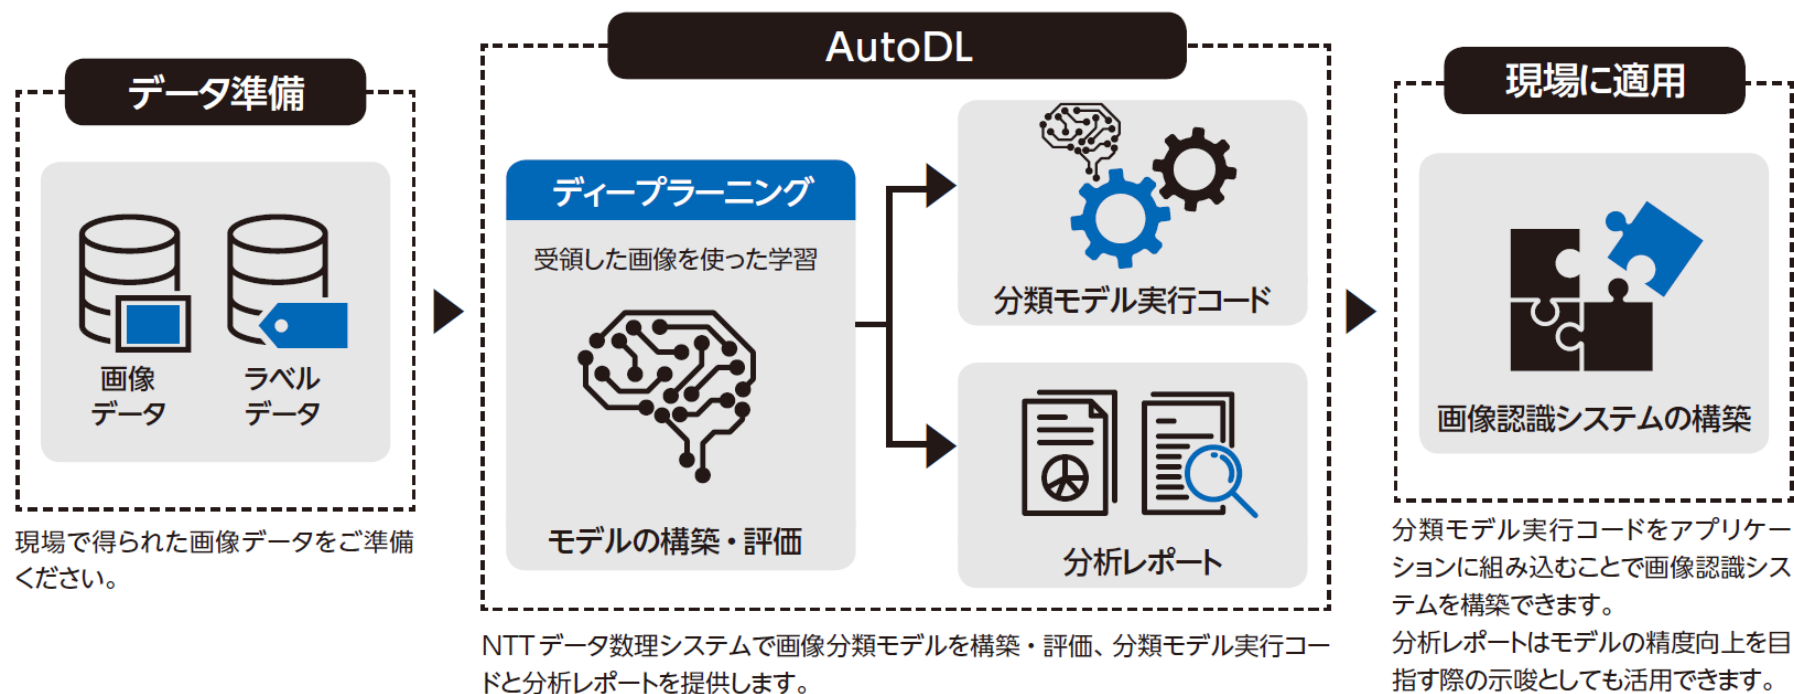 データ準備
画像
データ
ラベル
データ
現場で得られた画像データをご準備
ください。
AutoDL
ディープラーニング
受領した画像を使った学習
モデルの構築・評価
分類モデル実行コード
分析レポート
NTTデータ数理システムで画像分類モデルを構築・評価、分類モデル実行コー
ドと分析レポートを提供します。
現場に適用
画像認識システムの構築
分類モデル実行コードをアプリケー
ションに組み込むことで画像認識シス
テムを構築できます。
分析レポートはモデルの精度向上を目
指す際の示唆としても活用できます。